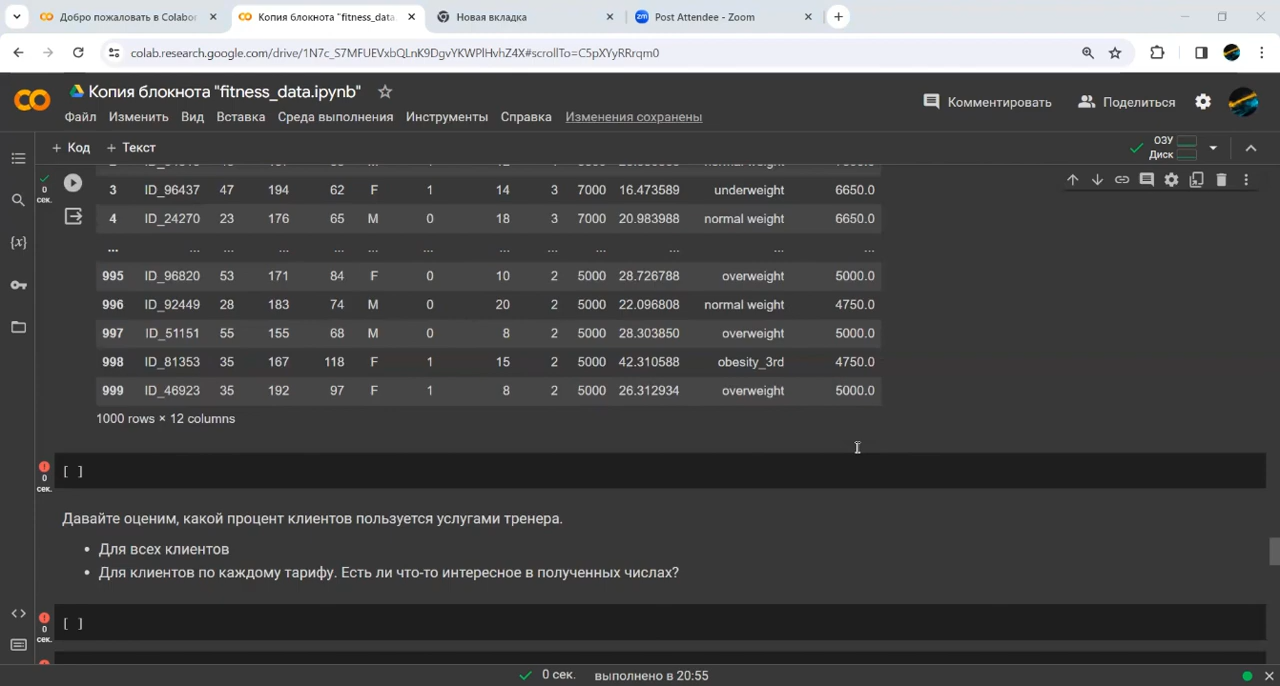 Добро пожаловать в Colabor
Копия блокнота "fitness_data.
Новая вкладка
zm Post Attendee - Zoom
colab.research.google.com/drive/1N7c_S7MFUEVxbQLnK9DgvYKWPlHvhZ4X#scrollTo=C5pXYyRRrqm0
Копия блокнота "fitness_data.ipynb"
Файл Изменить Вид Вставка Среда выполнения Инструменты Справка Изменения сохранены
Комментировать Поделиться
+ Код + Текст
ОЗУ
Диск
0
сек.
3 ID_96437 47 194 62 F 1 14 3 7000 16.473589 underweight 6650.0
4 ID_24270 23 176 65 M 0 18 3 7000 20.983988 normal weight 6650.0
... ... ... ... ... ... ... ... ... ... ... ... ...
995 ID_96820 53 171 84 F 0 10 2 5000 28.726788 overweight 5000.0
996 ID_92449 28 183 74 M 0 20 2 5000 22.096808 normal weight 4750.0
997 ID_51151 55 155 68 M 0 8 2 5000 28.303850 overweight 5000.0
998 ID_81353 35 167 118 F 1 15 2 5000 42.310588 obesity_3rd 4750.0
999 ID_46923 35 192 97 F 1 8 2 5000 26.312934 overweight 5000.0
1000 rows × 12 columns
[ ]
0
сек.
Давайте оценим, какой процент клиентов пользуется услугами тренера.
• Для всех клиентов
• Для клиентов по каждому тарифу. Есть ли что-то интересное в полученных числах?
[ ]
0
сек.
0 сек. выполнено в 20:55